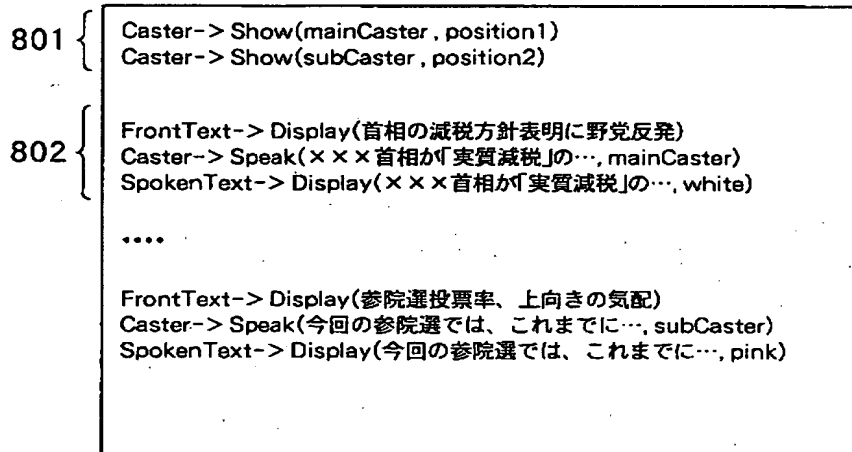 801
Caster-> Show(mainCaster , position1)
Caster-> Show(subCaster , position2)
802
FrontText-> Display(首相の減税方針表明に野党反発)
Caster-> Speak(×××首相が「実質減税」の…, mainCaster)
SpokenText-> Display(×××首相が「実質減税」の…, white)
••••
FrontText-> Display(参院選投票率、上向きの気配)
Caster-> Speak(今回の参院選では、これまでに…, subCaster)
SpokenText-> Display(今回の参院選では、これまでに…, pink)